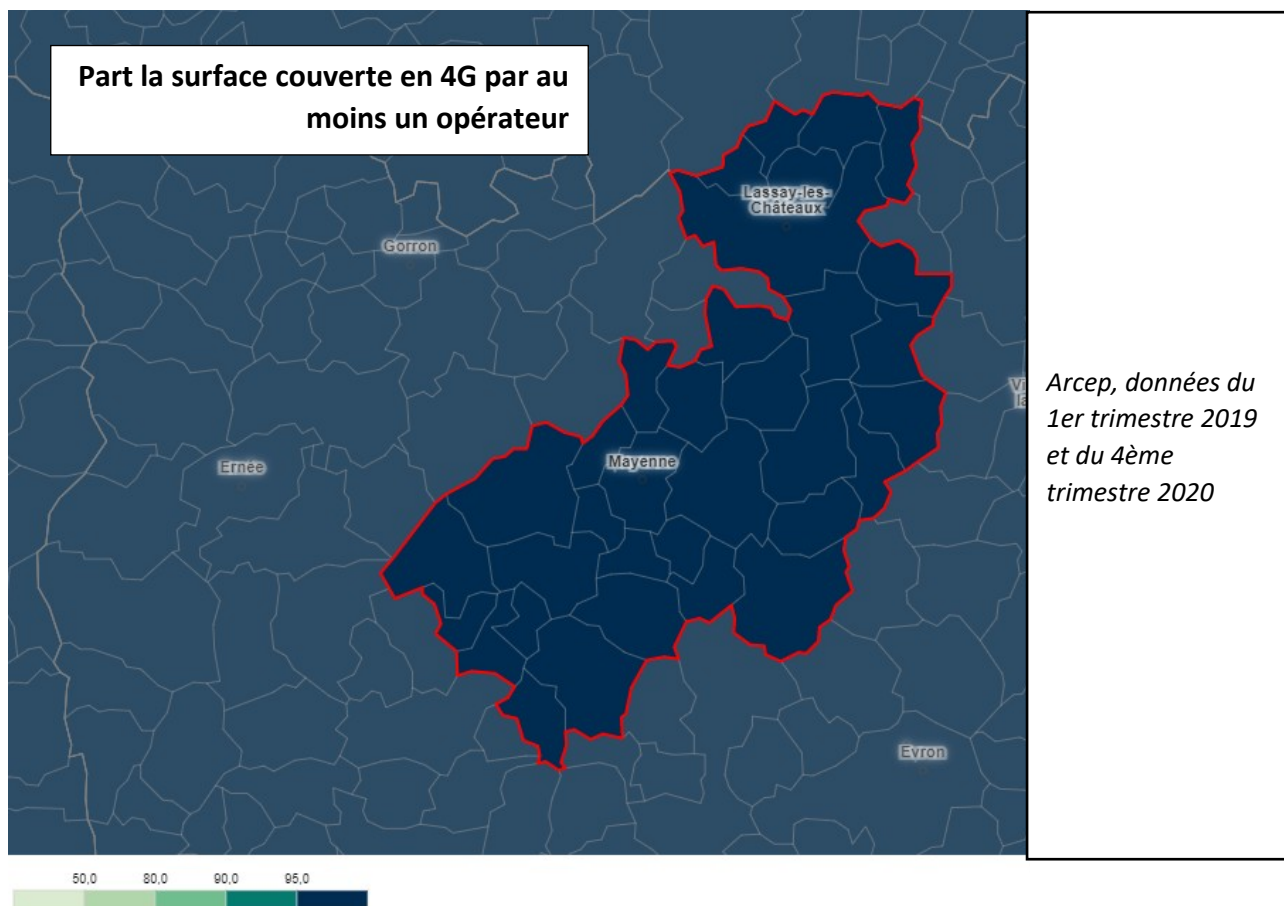 Part la surface couverte en 4G par au
moins un opérateur
Lassay-les-
Châteaux
Gorron
Ernée
Mayenne
Evron
Arcep, données du
1er trimestre 2019
et du 4ème
trimestre 2020
50,0 80,0 90,0 95,0